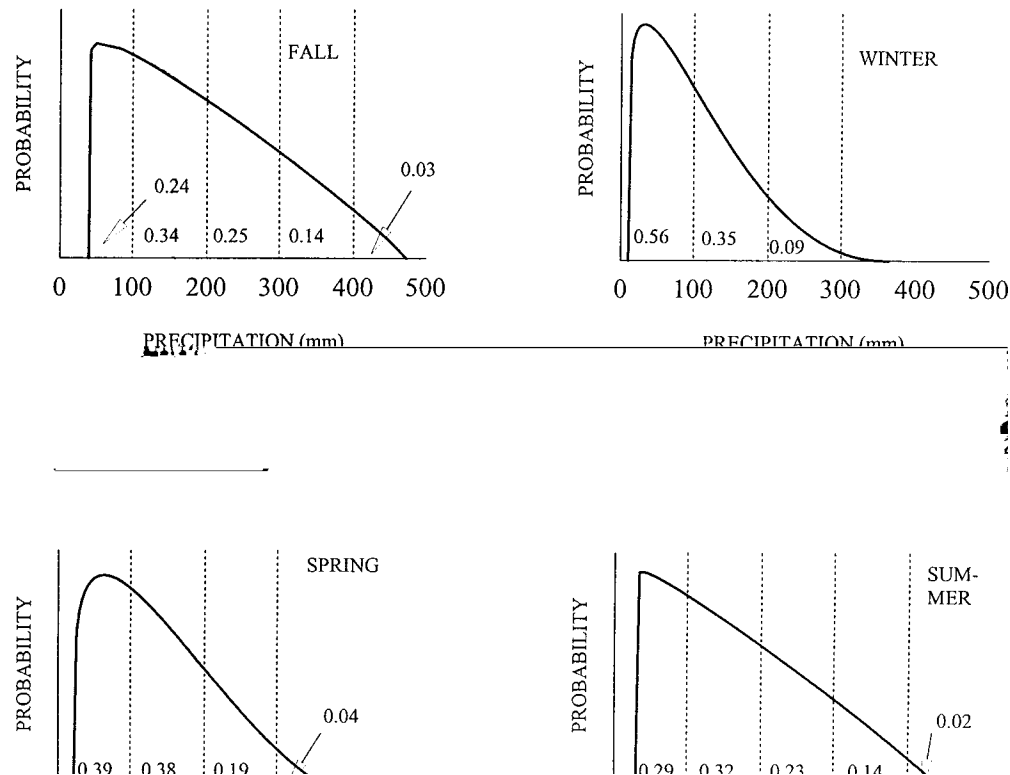 FALL
PROBABILITY
0.24
0.03
0.34 0.25 0.14
0 100 200 300 400 500
PRECIPITATION (mm)
WINTER
PROBABILITY
0.56 0.35 0.09
0 100 200 300 400 500
PRECIPITATION (mm)
SPRING
PROBABILITY
0.04
0.39 0.38 0.19
SUM-
MER
PROBABILITY
0.02
0.29 0.32 0.23 0.14